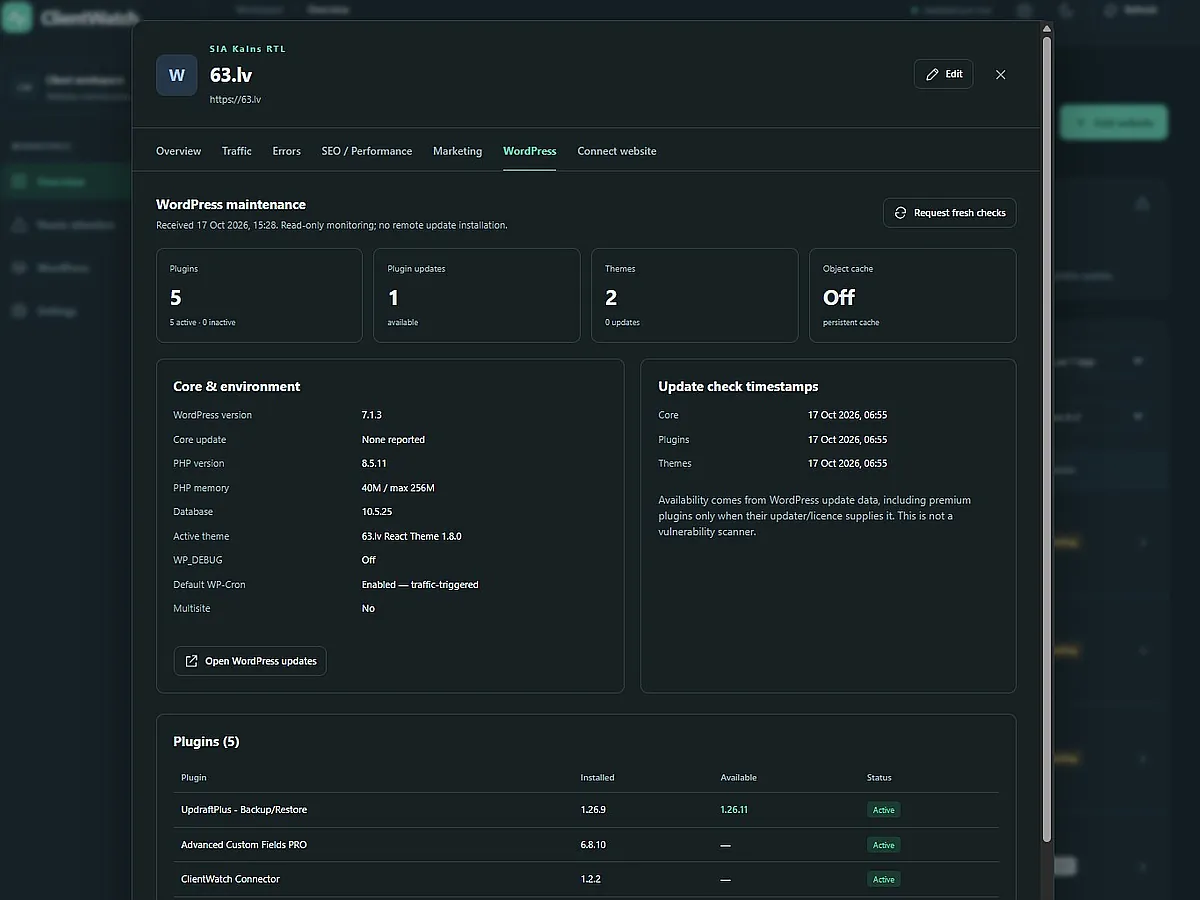 ClientWatch
Overview
SIA Kalns RTL
W
63.lv
https://63.lv
Edit
Overview
Traffic
Errors
SEO / Performance
Marketing
WordPress
Connect website
WordPress maintenance
Received 17 Oct 2026, 15:28. Read-only monitoring; no remote update installation.
Request fresh checks
Plugins
5
5 active · 0 inactive
Plugin updates
1
available
Themes
2
0 updates
Object cache
Off
persistent cache
Core & environment
WordPress version 7.1.3
Core update None reported
PHP version 8.5.11
PHP memory 40M / max 256M
Database 10.5.25
Active theme 63.lv React Theme 1.8.0
WP_DEBUG Off
Default WP-Cron Enabled — traffic-triggered
Multisite No
Open WordPress updates
Update check timestamps
Core 17 Oct 2026, 06:55
Plugins 17 Oct 2026, 06:55
Themes 17 Oct 2026, 06:55
Availability comes from WordPress update data, including premium
plugins only when their updater/licence supplies it. This is not a
vulnerability scanner.
Plugins (5)
Plugin Installed Available Status
UpdraftPlus - Backup/Restore 1.26.9 1.26.11 Active
Advanced Custom Fields PRO 6.8.10 — Active
ClientWatch Connector 1.2.2 — Active